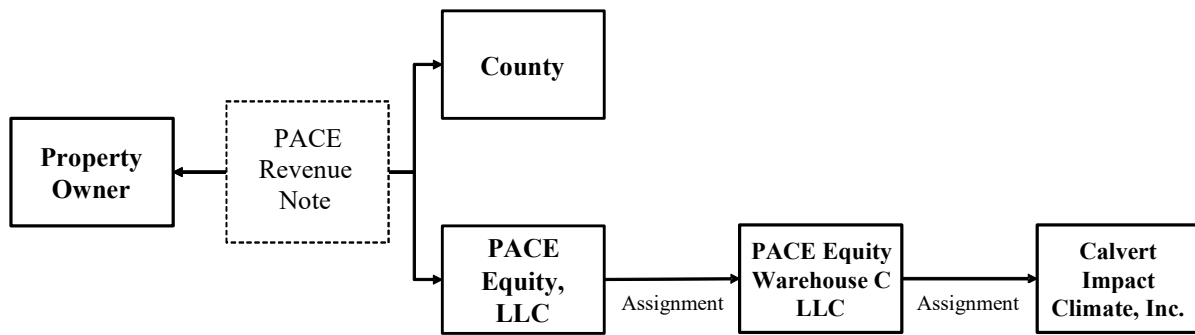 County
Property
Owner
PACE
Revenue
Note
PACE
Equity,
LLC
Assignment
PACE Equity
Warehouse C
LLC
Assignment
Calvert
Impact
Climate, Inc.